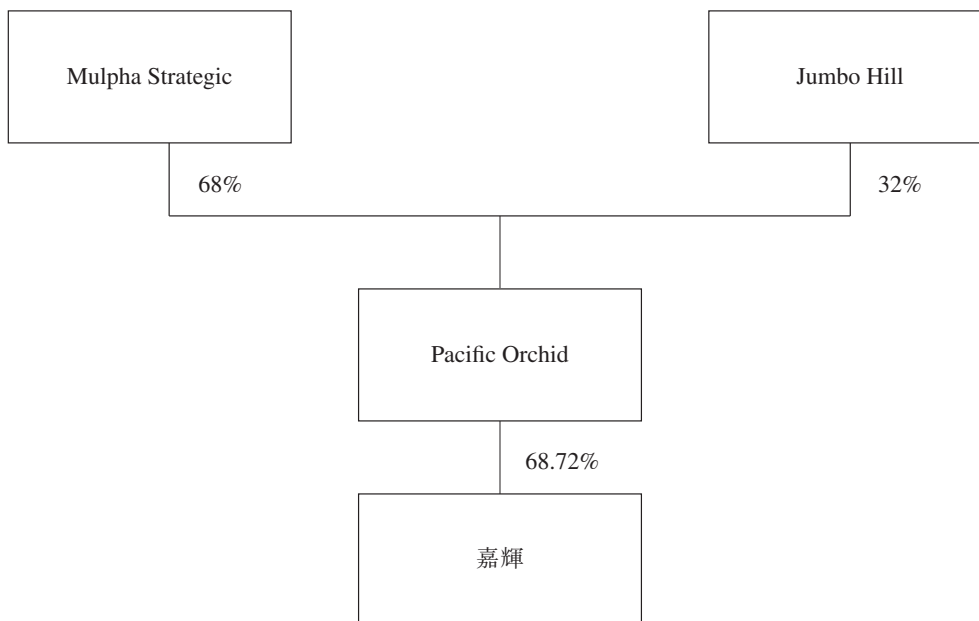 Mulpha Strategic
Jumbo Hill
68%
32%
Pacific Orchid
68.72%
嘉輝